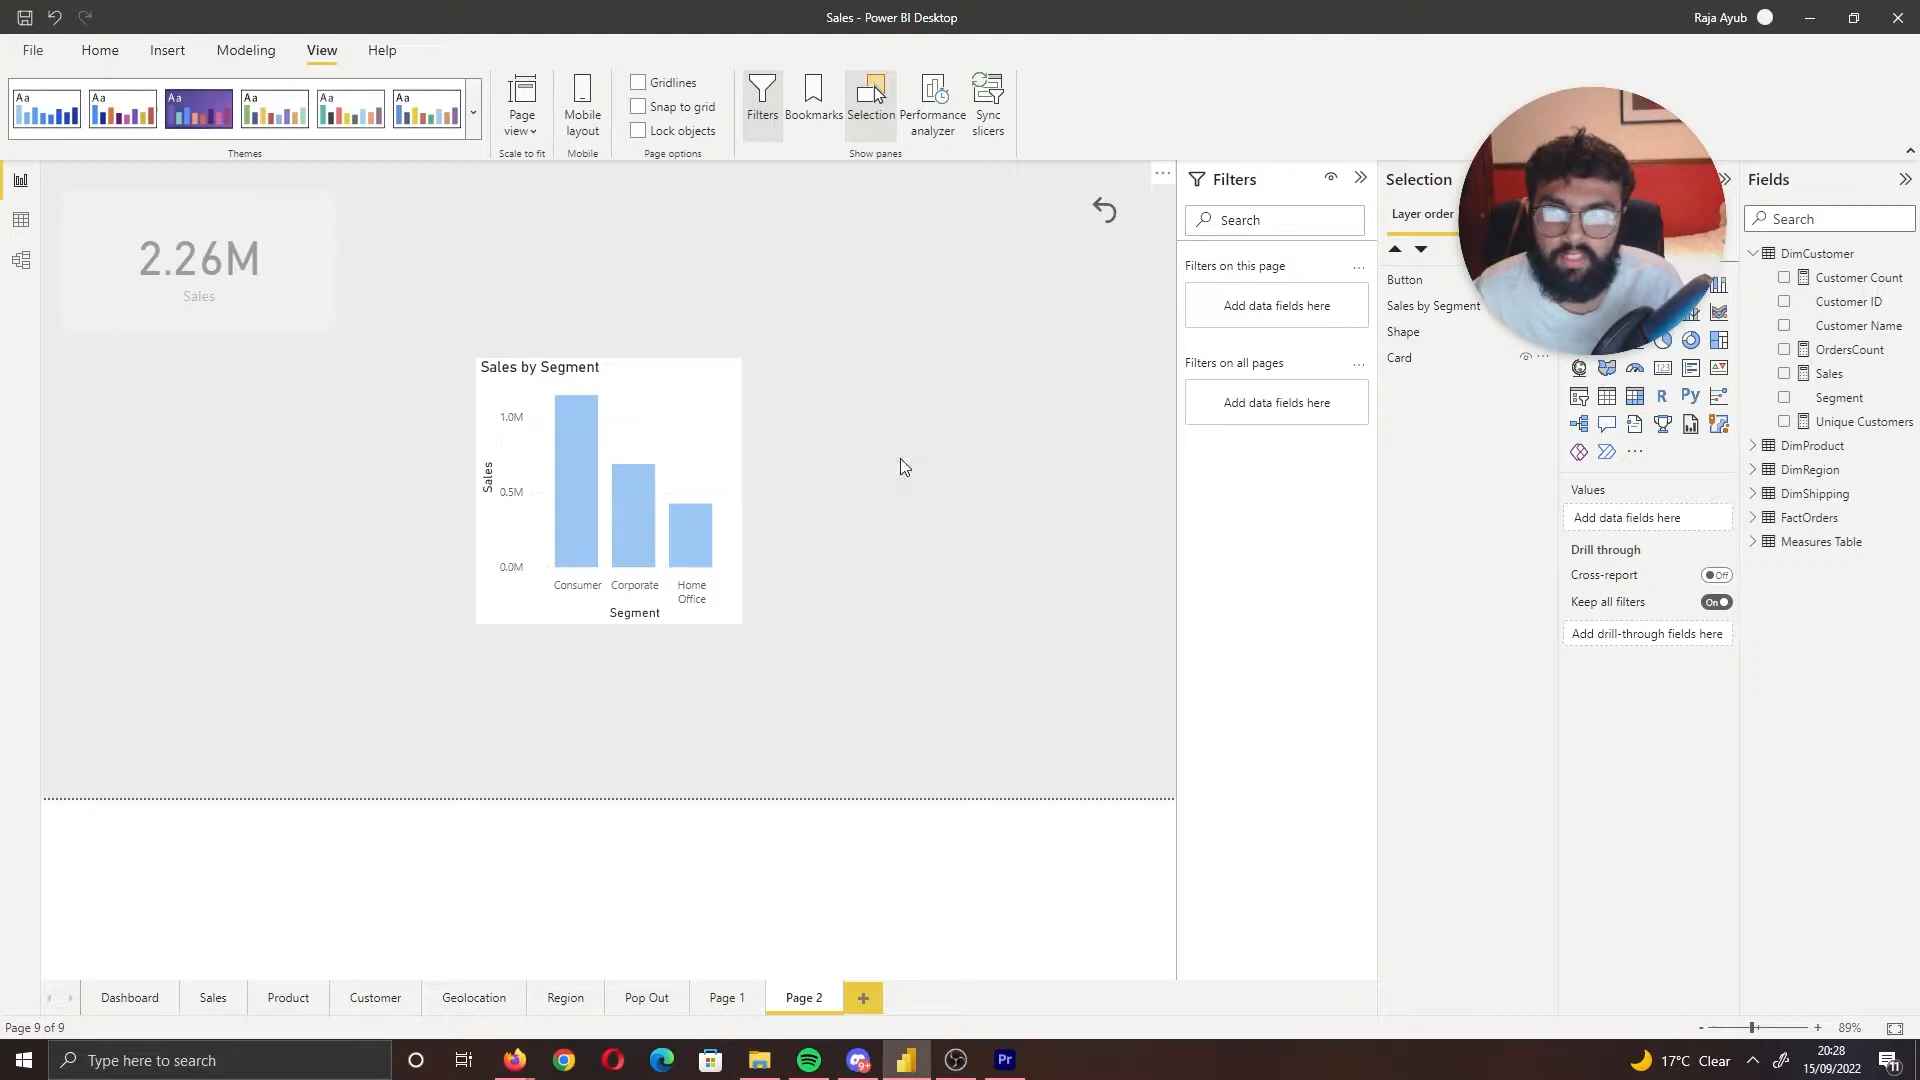 Sales - Power BI Desktop
Raja Ayub
File
Home
Insert
Modeling
View
Help
Aa
Aa
Aa
Aa
Aa
Aa
Themes
Page view
Scale to fit
Mobile layout
Mobile
Gridlines
Snap to grid
Lock objects
Page options
Filters
Bookmarks
Selection
Performance analyzer
Sync slicers
Show panes
2.26M
Sales
Sales by Segment
1.0M
0.5M
0.0M
Sales
Consumer
Corporate
Home Office
Segment
Filters
Search
Filters on this page
Add data fields here
Filters on all pages
Add data fields here
Selection
Layer order
Button
Sales by Segment
Shape
Card
123
R
Py
Values
Add data fields here
Drill through
Cross-report
Off
Keep all filters
On
Add drill-through fields here
Fields
Search
DimCustomer
Customer Count
Customer ID
Customer Name
OrdersCount
Sales
Segment
Unique Customers
DimProduct
DimRegion
DimShipping
FactOrders
Measures Table
Dashboard
Sales
Product
Customer
Geolocation
Region
Pop Out
Page 1
Page 2
Page 9 of 9
89%
Type here to search
9+
Pr
17°C Clear
20:28
15/09/2022
11